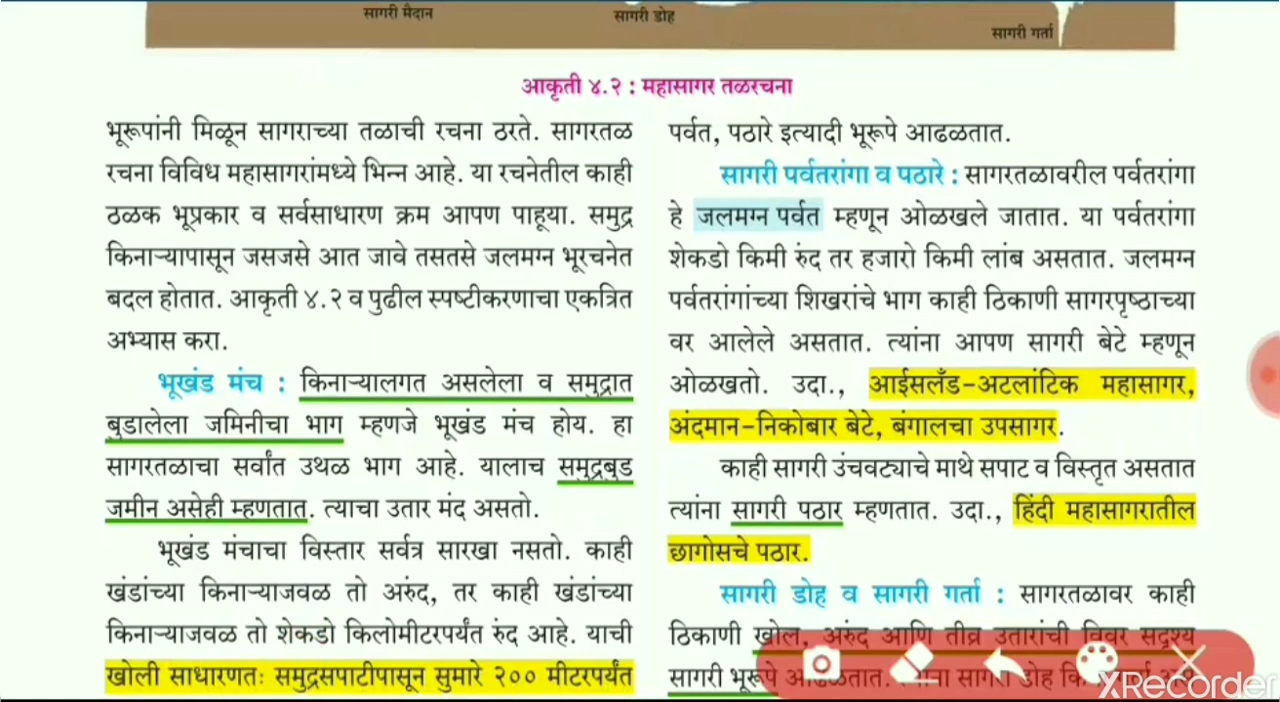 सागरी मैदान
सागरी डोह
सागरी गर्ता
आकृती ४.२ : महासागर तळरचना
भूरूपांनी मिळून सागराच्या तळाची रचना ठरते. सागरतळ
रचना विविध महासागरांमध्ये भिन्न आहे. या रचनेतील काही
ठळक भूप्रकार व सर्वसाधारण क्रम आपण पाहूया. समुद्र
किनाऱ्यापासून जसजसे आत जावे तसतसे जलमग्न भूरचनेत
बदल होतात. आकृती ४.२ व पुढील स्पष्टीकरणाचा एकत्रित
अभ्यास करा.
भूखंड मंच : किनाऱ्यालगत असलेला व समुद्रात
बुडालेला जमिनीचा भाग म्हणजे भूखंड मंच होय. हा
सागरतळाचा सर्वांत उथळ भाग आहे. यालाच समुद्रबुड
जमीन असेही म्हणतात. त्याचा उतार मंद असतो.
भूखंड मंचाचा विस्तार सर्वत्र सारखा नसतो. काही
खंडांच्या किनाऱ्याजवळ तो अरुंद, तर काही खंडांच्या
किनाऱ्याजवळ तो शेकडो किलोमीटरपर्यंत रुंद आहे. याची
खोली साधारणतः समुद्रसपाटीपासून सुमारे २०० मीटरपर्यंत
पर्वत, पठारे इत्यादी भूरूपे आढळतात.
सागरी पर्वतरांगा व पठारे : सागरतळावरील पर्वतरांगा
हे जलमग्न पर्वत म्हणून ओळखले जातात. या पर्वतरांगा
शेकडो किमी रुंद तर हजारो किमी लांब असतात. जलमग्न
पर्वतरांगांच्या शिखरांचे भाग काही ठिकाणी सागरपृष्ठाच्या
वर आलेले असतात. त्यांना आपण सागरी बेटे म्हणून
ओळखतो. उदा., आईसलँड-अटलांटिक महासागर,
अंदमान-निकोबार बेटे, बंगालचा उपसागर.
काही सागरी उंचवट्याचे माथे सपाट व विस्तृत असतात
त्यांना सागरी पठार म्हणतात. उदा., हिंदी महासागरातील
छागोसचे पठार.
सागरी डोह व सागरी गर्ता : सागरतळावर काही
ठिकाणी खोल, अरुंद आणि तीव्र उतारांची विवर सदृश्य
सागरी भूरूपे आढळतात. सागरी डोह
XRecorder